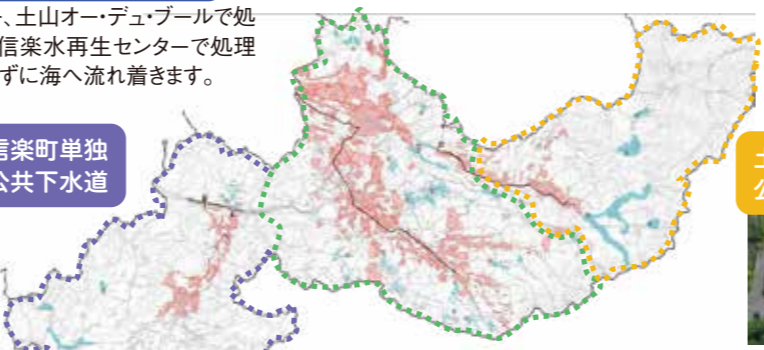 、土山オー・デュ・ブールで処
信楽水再生センターで処理
ずに海へ流れ着きます。
信楽町単独
公共下水道
土
公